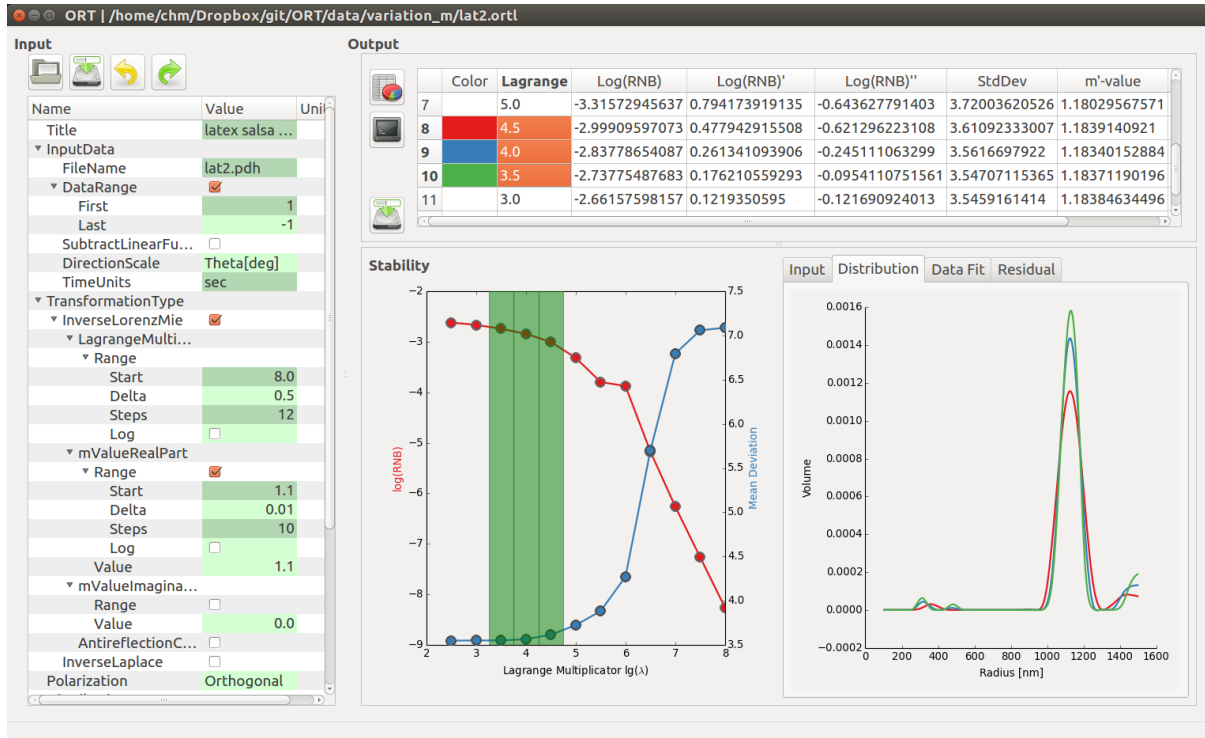 ORT | /home/chm/Dropbox/git/ORT/data/variation_m/lat2.ortl
Input
Name Value Unit
Title latex salsa ...
InputData
FileName lat2.pdh
DataRange
First 1
Last -1
SubtractLinearFu...
DirectionScale Theta[deg]
TimeUnits sec
TransformationType
InverseLorenzMie
LagrangeMulti...
Range
Start 8.0
Delta 0.5
Steps 12
Log
mValueRealPart
Range
Start 1.1
Delta 0.01
Steps 10
Log
Value 1.1
mValueImagina...
Range
Value 0.0
AntireflectionC...
InverseLaplace
Polarization Orthogonal
Output
Color Lagrange Log(RNB) Log(RNB)' Log(RNB)'' StdDev m'-value
7 5.0 -3.31572945637 0.794173919135 -0.643627791403 3.72003620526 1.18029567571
8 4.5 -2.99909597073 0.477942915508 -0.621296223108 3.61092333007 1.1839140921
9 4.0 -2.83778654087 0.261341093906 -0.245111063299 3.5616697922 1.18340152884
10 3.5 -2.73775487683 0.176210559293 -0.0954110751561 3.54707115365 1.18371190196
11 3.0 -2.66157598157 0.1219350595 -0.121690924013 3.5459161414 1.18384634496
Stability
−2
−3
−4
−5
−6
−7
−8
−9
log(RNB)
2 3 4 5 6 7 8
Lagrange Multiplicator lg(λ)
7.5
7.0
6.5
6.0
5.5
5.0
4.5
4.0
3.5
Mean Deviation
Input Distribution Data Fit Residual
0.0016
0.0014
0.0012
0.0010
0.0008
0.0006
0.0004
0.0002
0.0000
−0.0002
Volume
0 200 400 600 800 1000 1200 1400 1600
Radius [nm]